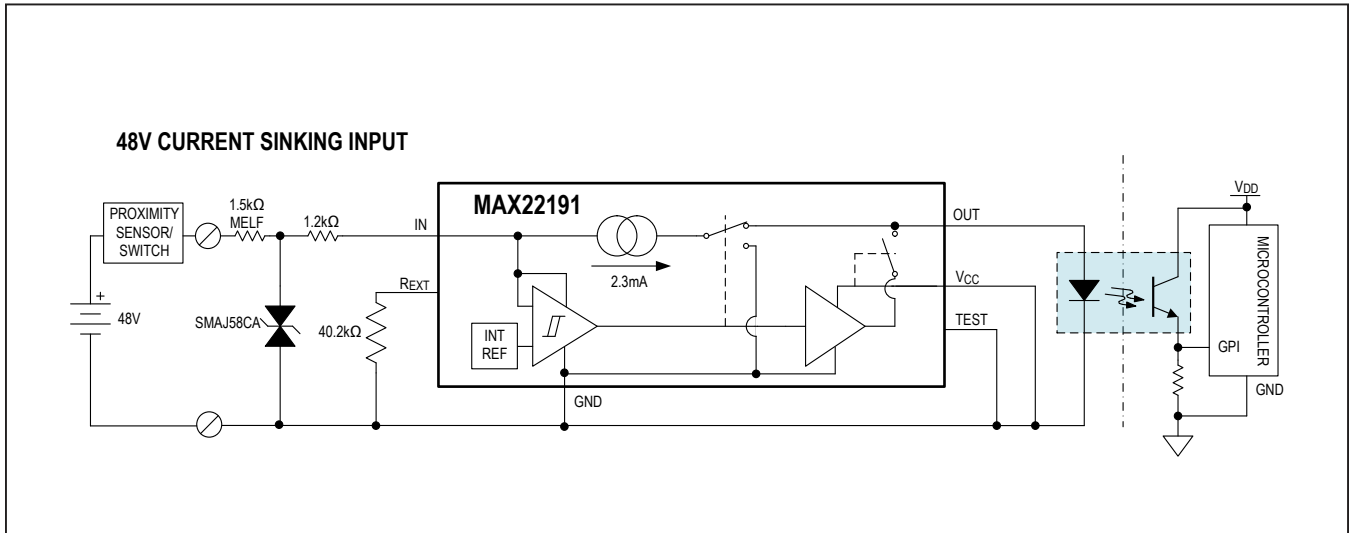 48V CURRENT SINKING INPUT
PROXIMITY
SENSOR/
SWITCH
1.5kΩ
MELF
1.2kΩ
IN
MAX22191
OUT
VDD
MICROCONTROLLER
2.3mA
REXT
VCC
+
48V
SMAJ58CA
40.2kΩ
INT
REF
TEST
GPI
GND
GND